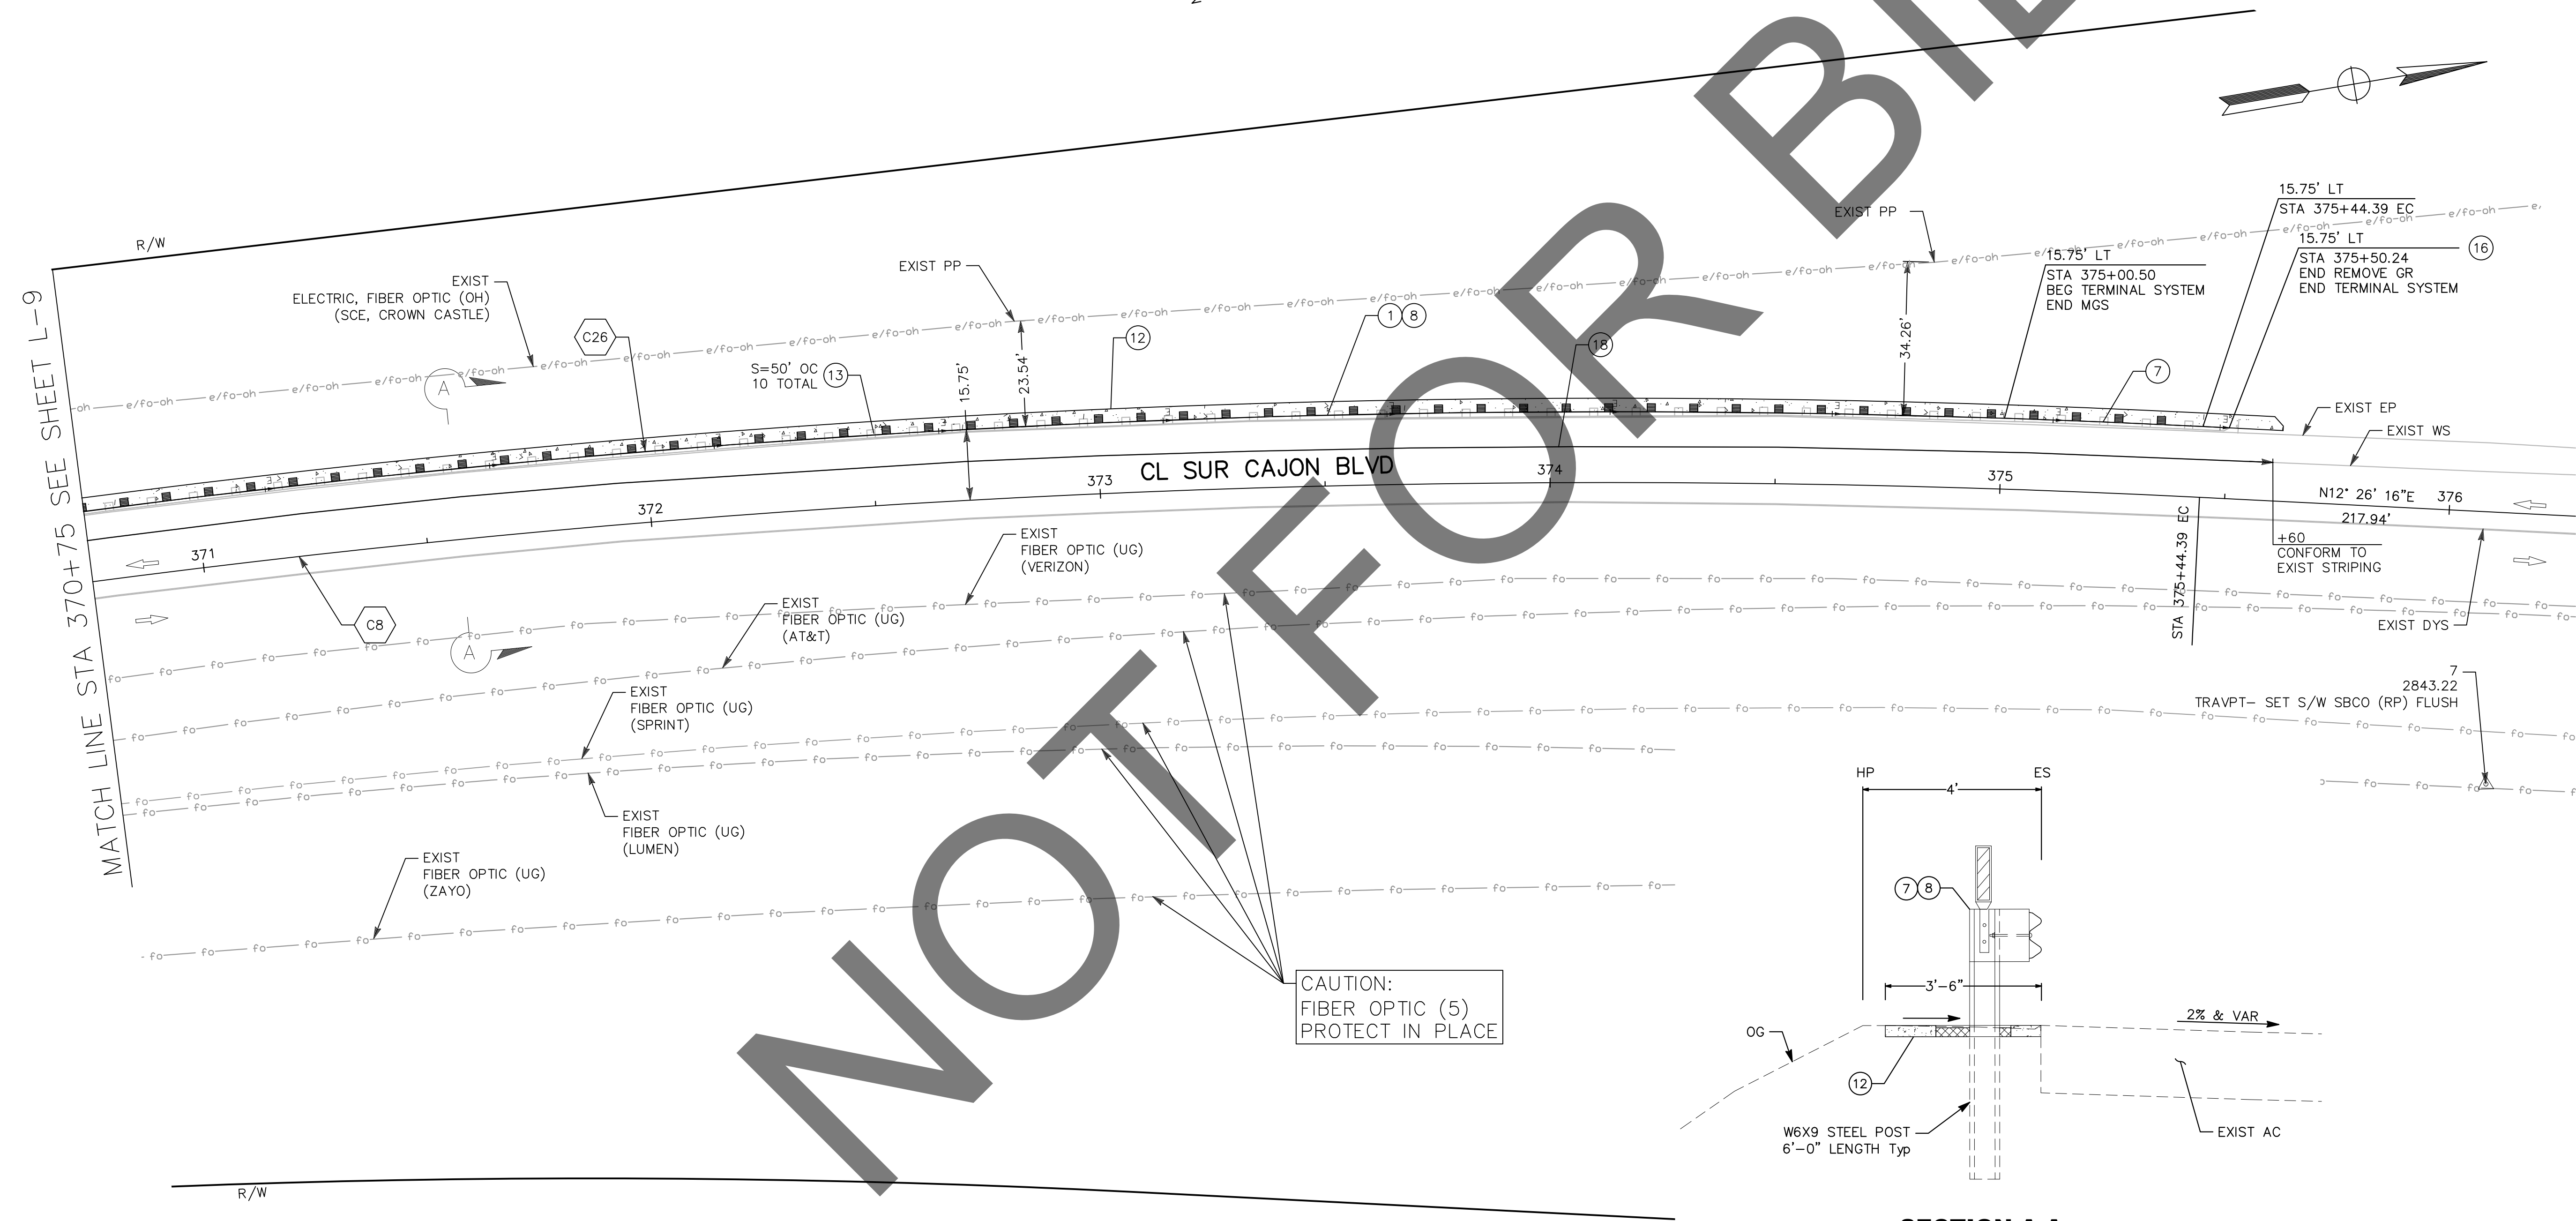 R/W
EXIST
ELECTRIC, FIBER OPTIC (OH)
(SCE, CROWN CASTLE)
C26
A
S=50' OC
10 TOTAL
13
15.75'
EXIST PP
23.54'
12
1
8
18
EXIST PP
34.26'
15.75' LT
STA 375+00.50
BEG TERMINAL SYSTEM
END MGS
15.75' LT
STA 375+44.39 EC
15.75' LT
STA 375+50.24
END REMOVE GR
END TERMINAL SYSTEM
16
7
EXIST EP
EXIST WS
e/fo-oh
MATCH LINE STA 370+75 SEE SHEET L-9
CL SUR CAJON BLVD
371
372
373
374
375
376
N12° 26' 16"E
217.94'
+60
CONFORM TO
EXIST STRIPING
STA 375+44.39 EC
EXIST DYS
C8
A
EXIST
FIBER OPTIC (UG)
(VERIZON)
EXIST
FIBER OPTIC (UG)
(AT&T)
EXIST
FIBER OPTIC (UG)
(SPRINT)
EXIST
FIBER OPTIC (UG)
(LUMEN)
EXIST
FIBER OPTIC (UG)
(ZAYO)
fo
7
2843.22
TRAVPT- SET S/W SBCO (RP) FLUSH
CAUTION:
FIBER OPTIC (5)
PROTECT IN PLACE
HP
ES
4'
7
8
3'-6"
OG
2% & VAR
12
W6X9 STEEL POST
6'-0" LENGTH Typ
EXIST AC
R/W
NOT FOR BI